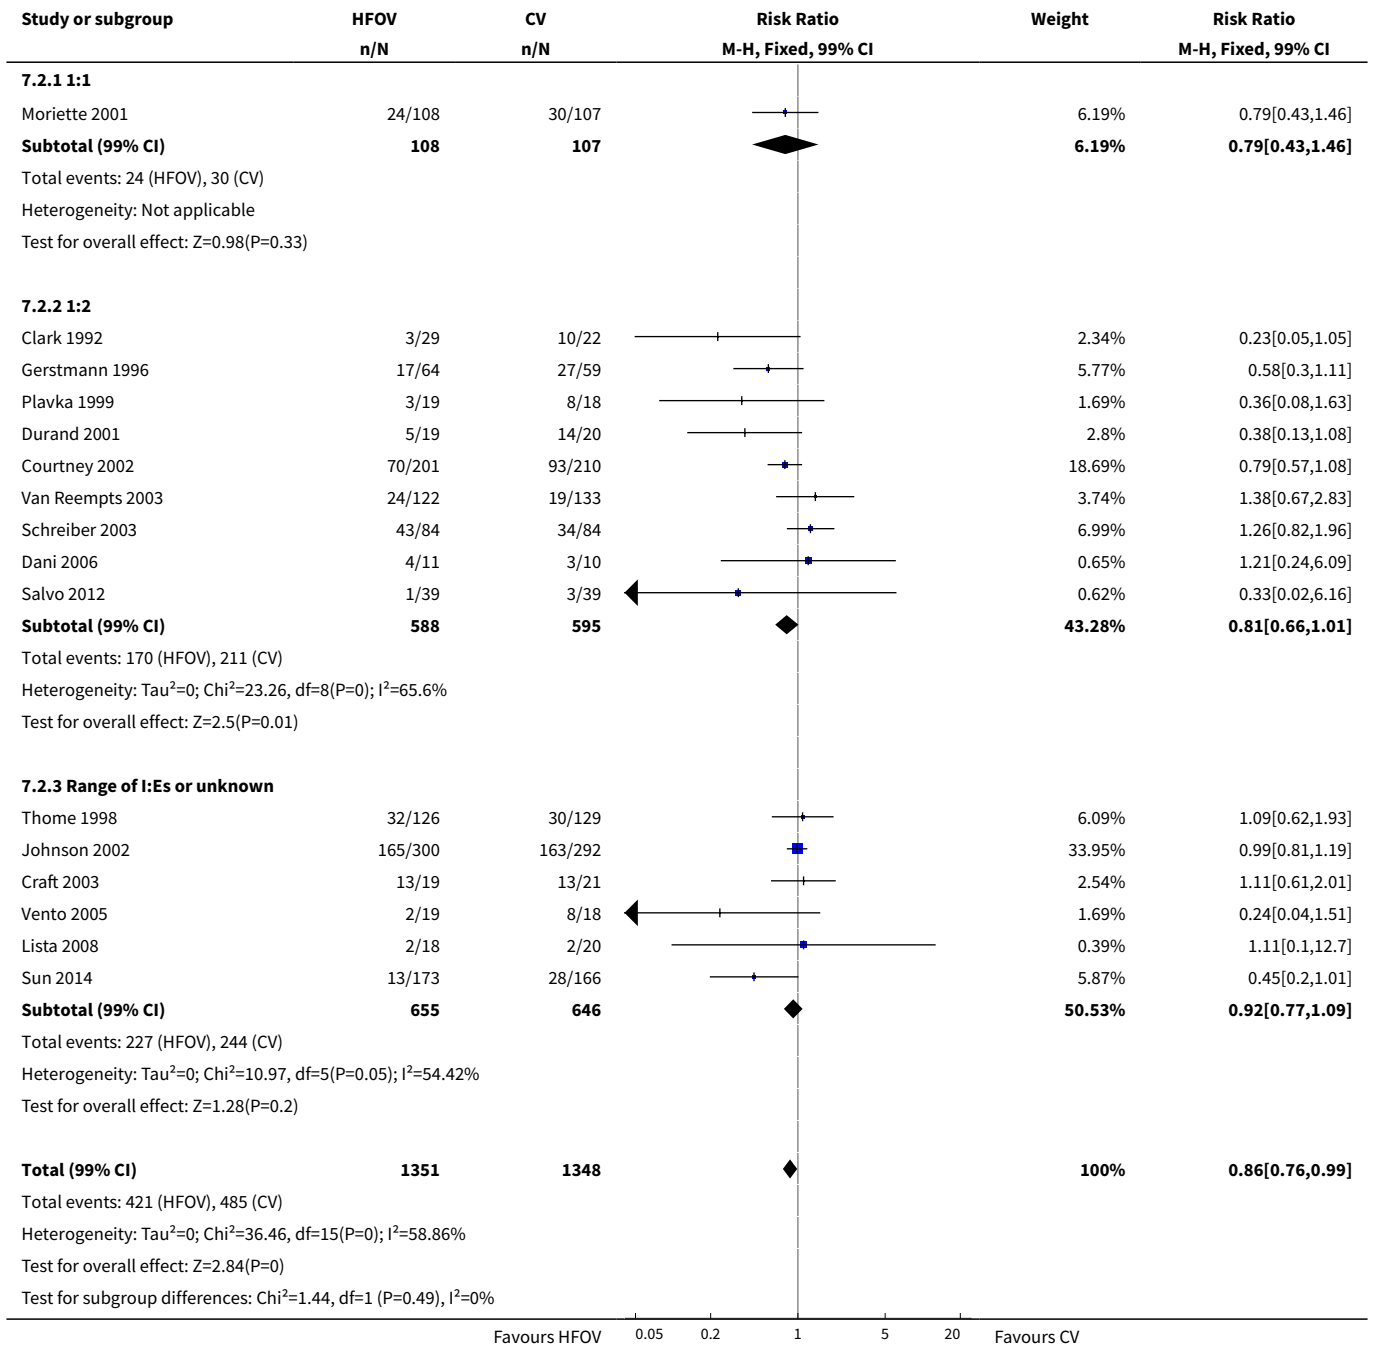 Study or subgroup HFOV CV Risk Ratio Weight Risk Ratio
n/N n/N M-H, Fixed, 99% CI M-H, Fixed, 99% CI
7.2.1 1:1
Moriette 2001 24/108 30/107 6.19% 0.79[0.43,1.46]
Subtotal (99% CI) 108 107 6.19% 0.79[0.43,1.46]
Total events: 24 (HFOV), 30 (CV)
Heterogeneity: Not applicable
Test for overall effect: Z=0.98(P=0.33)
7.2.2 1:2
Clark 1992 3/29 10/22 2.34% 0.23[0.05,1.05]
Gerstmann 1996 17/64 27/59 5.77% 0.58[0.3,1.11]
Plavka 1999 3/19 8/18 1.69% 0.36[0.08,1.63]
Durand 2001 5/19 14/20 2.8% 0.38[0.13,1.08]
Courtney 2002 70/201 93/210 18.69% 0.79[0.57,1.08]
Van Reempts 2003 24/122 19/133 3.74% 1.38[0.67,2.83]
Schreiber 2003 43/84 34/84 6.99% 1.26[0.82,1.96]
Dani 2006 4/11 3/10 0.65% 1.21[0.24,6.09]
Salvo 2012 1/39 3/39 0.62% 0.33[0.02,6.16]
Subtotal (99% CI) 588 595 43.28% 0.81[0.66,1.01]
Total events: 170 (HFOV), 211 (CV)
Heterogeneity: Tau²=0; Chi²=23.26, df=8(P=0); I²=65.6%
Test for overall effect: Z=2.5(P=0.01)
7.2.3 Range of I:Es or unknown
Thome 1998 32/126 30/129 6.09% 1.09[0.62,1.93]
Johnson 2002 165/300 163/292 33.95% 0.99[0.81,1.19]
Craft 2003 13/19 13/21 2.54% 1.11[0.61,2.01]
Vento 2005 2/19 8/18 1.69% 0.24[0.04,1.51]
Lista 2008 2/18 2/20 0.39% 1.11[0.1,12.7]
Sun 2014 13/173 28/166 5.87% 0.45[0.2,1.01]
Subtotal (99% CI) 655 646 50.53% 0.92[0.77,1.09]
Total events: 227 (HFOV), 244 (CV)
Heterogeneity: Tau²=0; Chi²=10.97, df=5(P=0.05); I²=54.42%
Test for overall effect: Z=1.28(P=0.2)
Total (99% CI) 1351 1348 100% 0.86[0.76,0.99]
Total events: 421 (HFOV), 485 (CV)
Heterogeneity: Tau²=0; Chi²=36.46, df=15(P=0); I²=58.86%
Test for overall effect: Z=2.84(P=0)
Test for subgroup differences: Chi²=1.44, df=1 (P=0.49), I²=0%
Favours HFOV 0.05 0.2 1 5 20 Favours CV